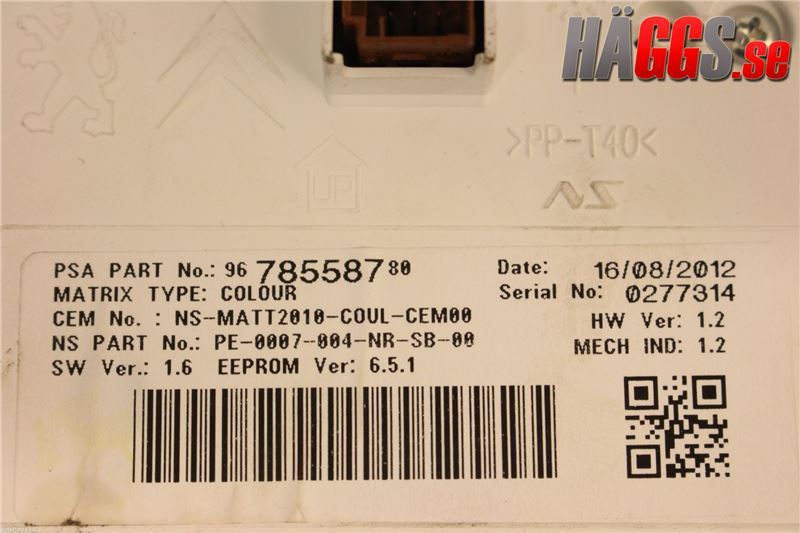 HÄGGS.se
>PP-T40<
UP
NS
PSA PART No.: 96 785587 80
MATRIX TYPE: COLOUR
CEM No. : NS-MATT2010-COUL-CEM00
NS PART No.: PE-0007-004-NR-SB-00
SW Ver.: 1.6 EEPROM Ver: 6.5.1
Date: 16/08/2012
Serial No: 0277314
HW Ver: 1.2
MECH IND: 1.2